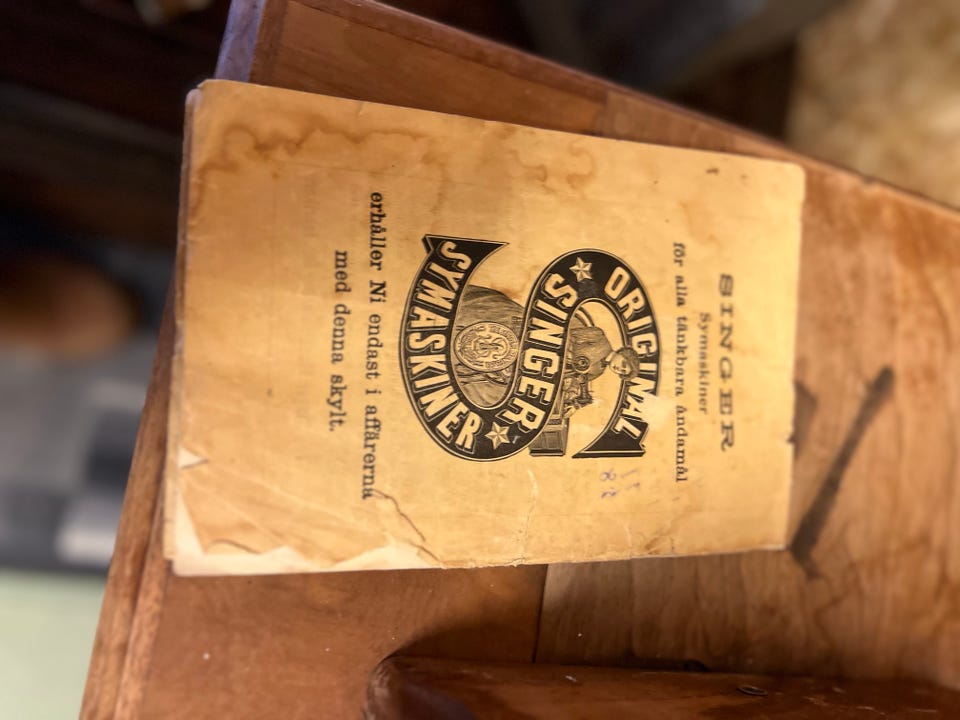 SINGER
Symaskiner
för alla tänkbara ändamål
ORIGINAL
SINGER
SYMASKINER
erhåller Ni endast i affärerna
med denna skylt.